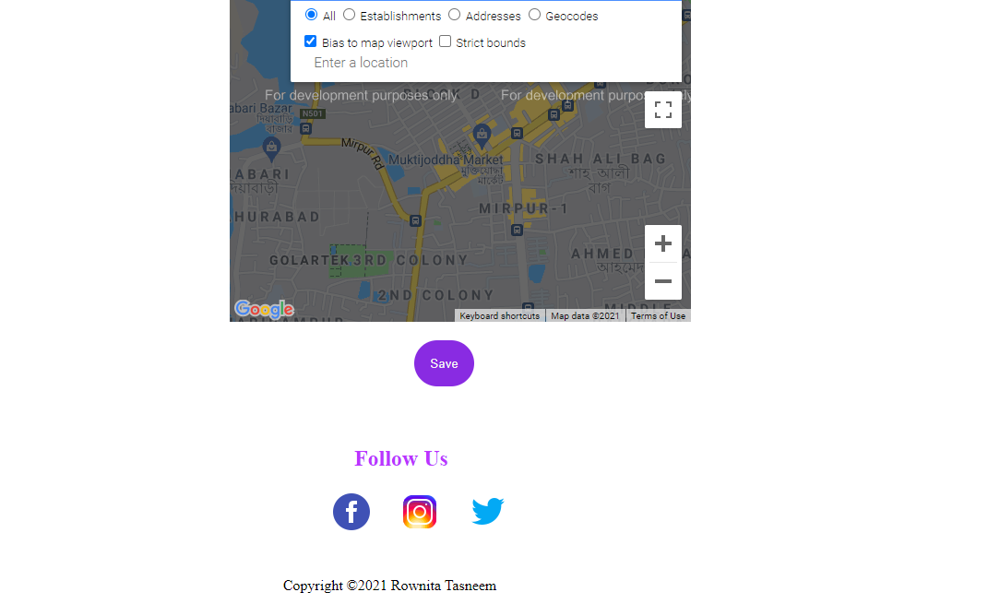 All Establishments Addresses Geocodes
Bias to map viewport Strict bounds
Enter a location
For development purposes only For development
BLOCK D
N501
abari Bazar
দিয়াবাড়ি
বাজার
Mirpur Rd
Muktijoddha Market
মুক্তিযোদ্ধা
মার্কেট
SHAH ALI BAG
শাহ আলী
বাগ
ABARI
দিয়াবাড়ী
MIRPUR-1
HURABAD
AHMED
আহমেদ
GOLARTEK 3RD COLONY
2ND COLONY
MIDDLE
Google
Keyboard shortcuts Map data ©2021 Terms of Use
Save
Follow Us
Copyright ©2021 Rownita Tasneem